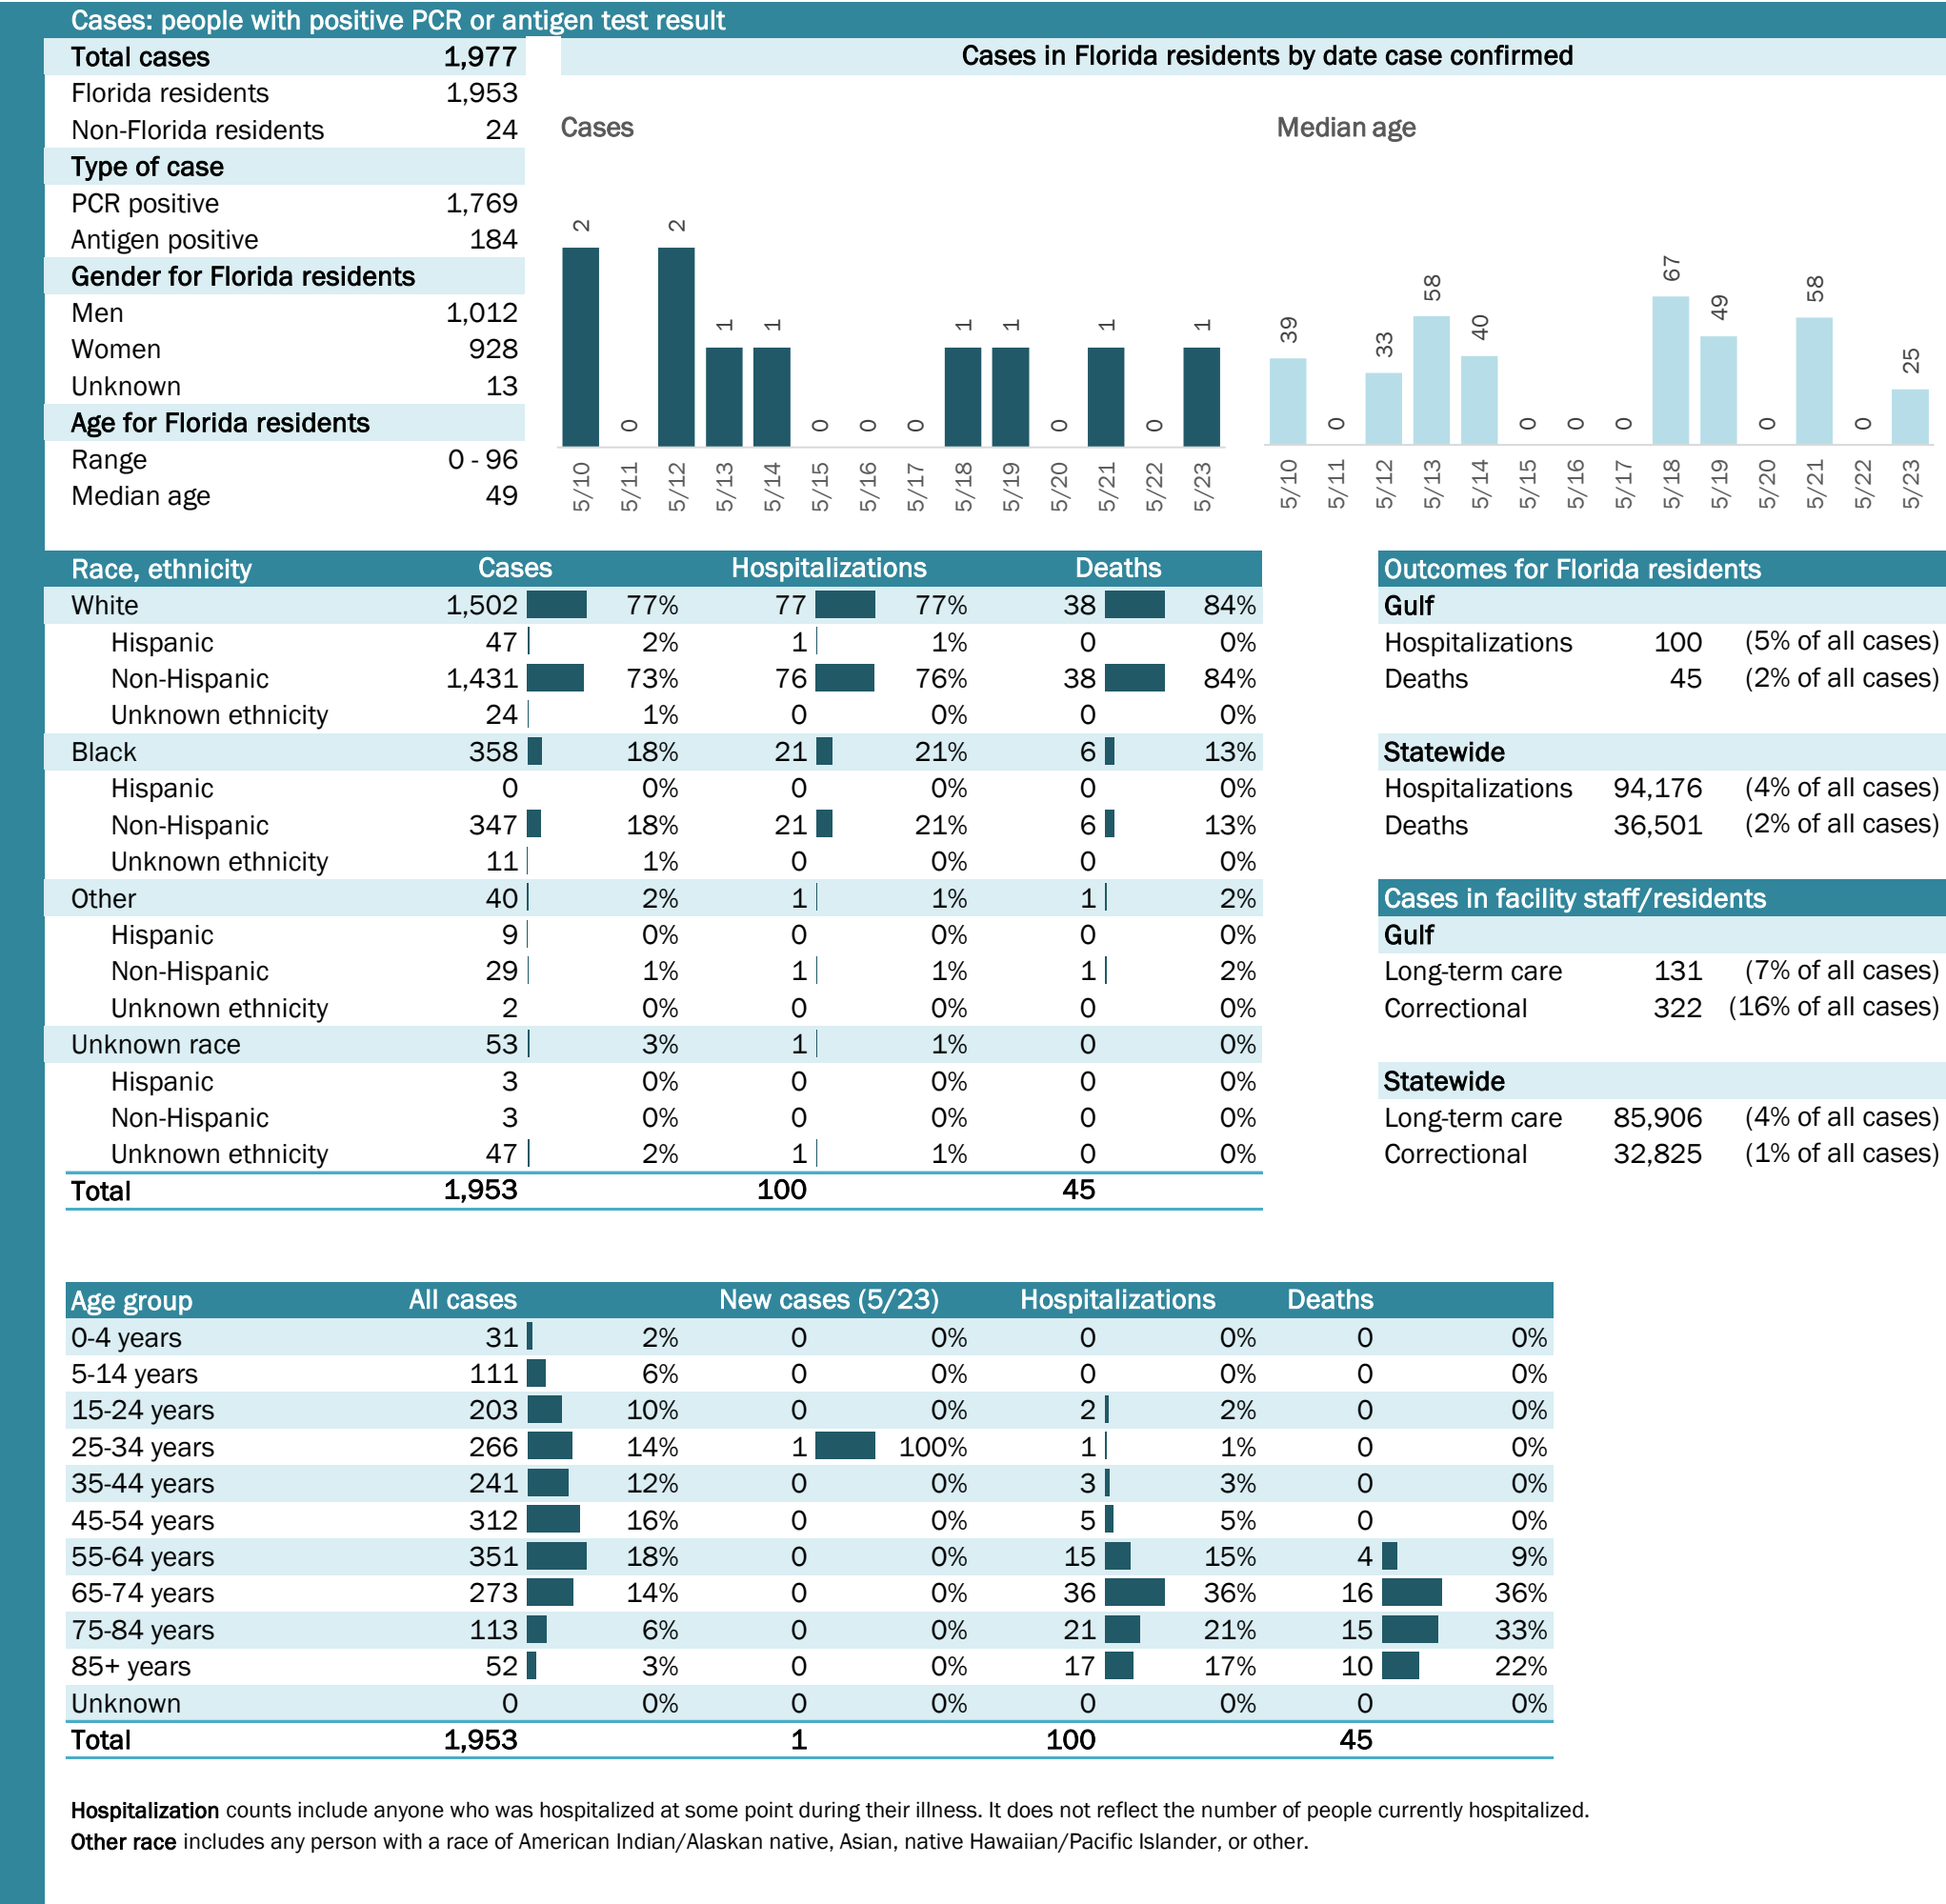 Cases: people with positive PCR or antigen test result
Total cases 1,977
Florida residents 1,953
Non-Florida residents 24
Type of case
PCR positive 1,769
Antigen positive 184
Gender for Florida residents
Men 1,012
Women 928
Unknown 13
Age for Florida residents
Range 0 - 96
Median age 49
Cases in Florida residents by date case confirmed
Cases
2 0 2 1 1 0 0 0 1 1 0 1 0 1
5/10 5/11 5/12 5/13 5/14 5/15 5/16 5/17 5/18 5/19 5/20 5/21 5/22 5/23
Median age
39 0 33 58 40 0 0 0 67 49 0 58 0 25
5/10 5/11 5/12 5/13 5/14 5/15 5/16 5/17 5/18 5/19 5/20 5/21 5/22 5/23
Race, ethnicity Cases Hospitalizations Deaths
White 1,502 77% 77 77% 38 84%
Hispanic 47 2% 1 1% 0 0%
Non-Hispanic 1,431 73% 76 76% 38 84%
Unknown ethnicity 24 1% 0 0% 0 0%
Black 358 18% 21 21% 6 13%
Hispanic 0 0% 0 0% 0 0%
Non-Hispanic 347 18% 21 21% 6 13%
Unknown ethnicity 11 1% 0 0% 0 0%
Other 40 2% 1 1% 1 2%
Hispanic 9 0% 0 0% 0 0%
Non-Hispanic 29 1% 1 1% 1 2%
Unknown ethnicity 2 0% 0 0% 0 0%
Unknown race 53 3% 1 1% 0 0%
Hispanic 3 0% 0 0% 0 0%
Non-Hispanic 3 0% 0 0% 0 0%
Unknown ethnicity 47 2% 1 1% 0 0%
Total 1,953 100 45
Outcomes for Florida residents
Gulf
Hospitalizations 100 (5% of all cases)
Deaths 45 (2% of all cases)
Statewide
Hospitalizations 94,176 (4% of all cases)
Deaths 36,501 (2% of all cases)
Cases in facility staff/residents
Gulf
Long-term care 131 (7% of all cases)
Correctional 322 (16% of all cases)
Statewide
Long-term care 85,906 (4% of all cases)
Correctional 32,825 (1% of all cases)
Age group All cases New cases (5/23) Hospitalizations Deaths
0-4 years 31 2% 0 0% 0 0% 0 0%
5-14 years 111 6% 0 0% 0 0% 0 0%
15-24 years 203 10% 0 0% 2 2% 0 0%
25-34 years 266 14% 1 100% 1 1% 0 0%
35-44 years 241 12% 0 0% 3 3% 0 0%
45-54 years 312 16% 0 0% 5 5% 0 0%
55-64 years 351 18% 0 0% 15 15% 4 9%
65-74 years 273 14% 0 0% 36 36% 16 36%
75-84 years 113 6% 0 0% 21 21% 15 33%
85+ years 52 3% 0 0% 17 17% 10 22%
Unknown 0 0% 0 0% 0 0% 0 0%
Total 1,953 1 100 45
Hospitalization counts include anyone who was hospitalized at some point during their illness. It does not reflect the number of people currently hospitalized.
Other race includes any person with a race of American Indian/Alaskan native, Asian, native Hawaiian/Pacific Islander, or other.